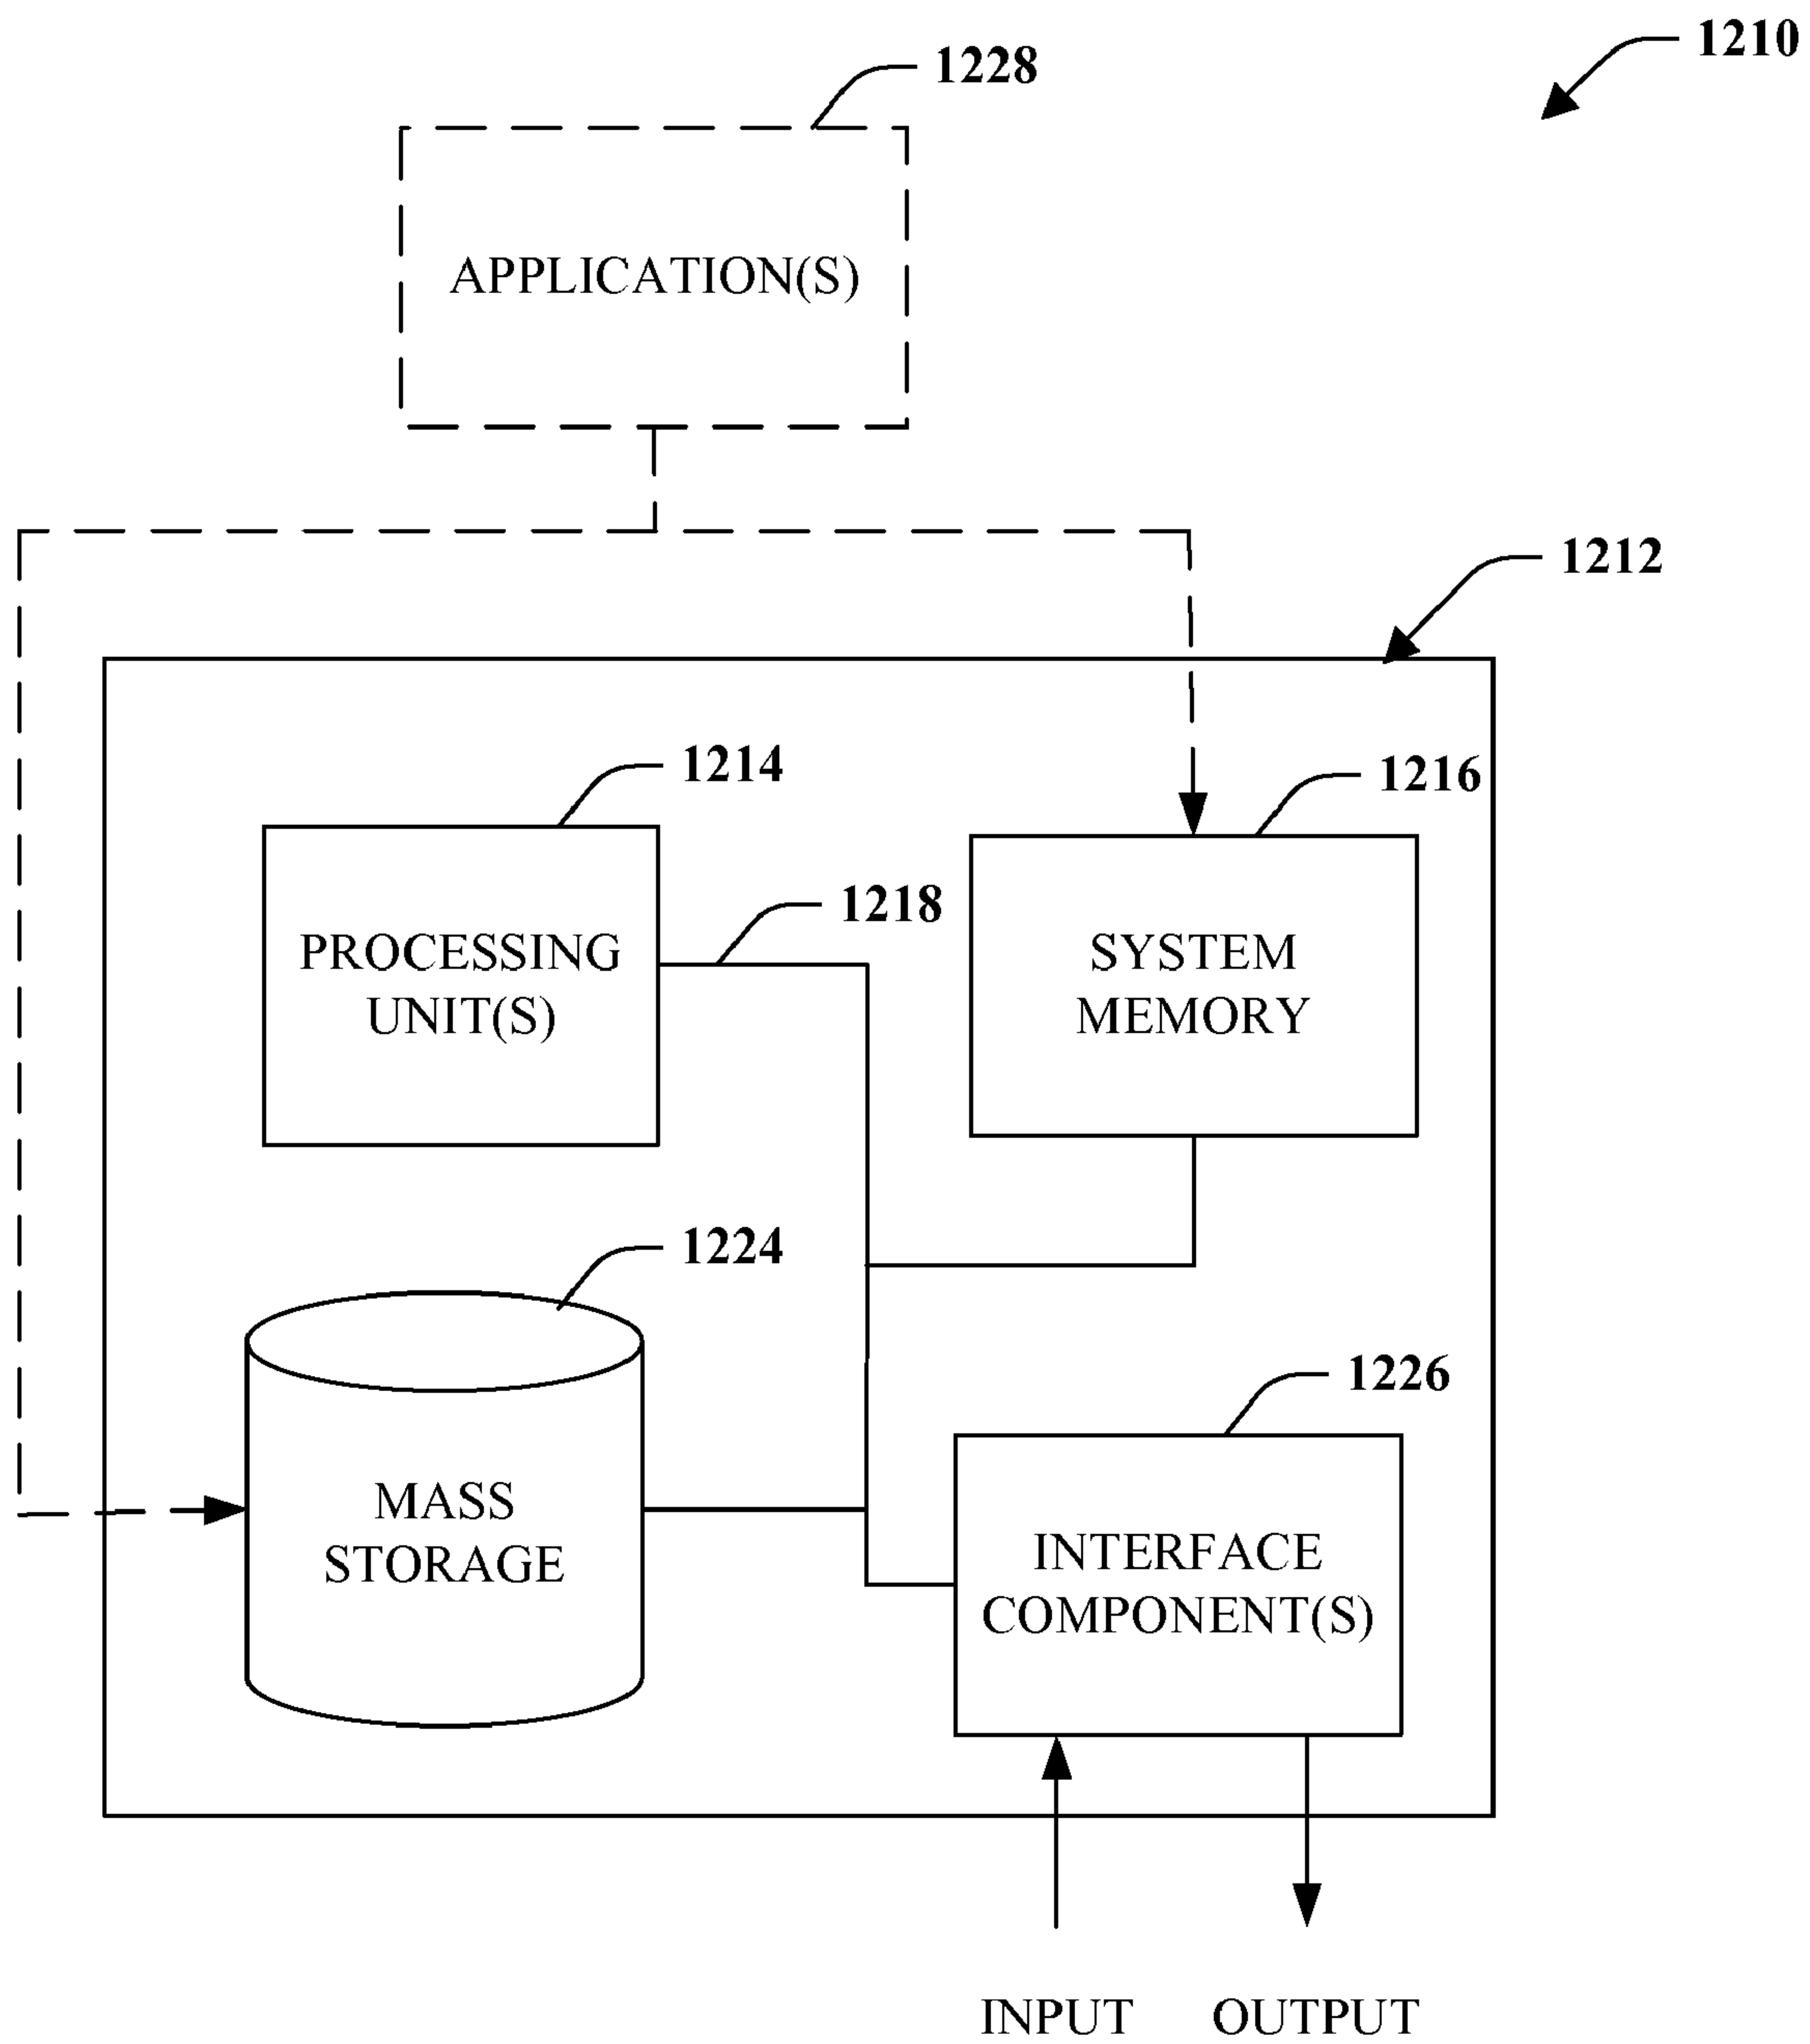 1210
1228
APPLICATION(S)
1212
1214
1216
1218
PROCESSING
UNIT(S)
SYSTEM
MEMORY
1224
1226
MASS
STORAGE
INTERFACE
COMPONENT(S)
INPUT
OUTPUT